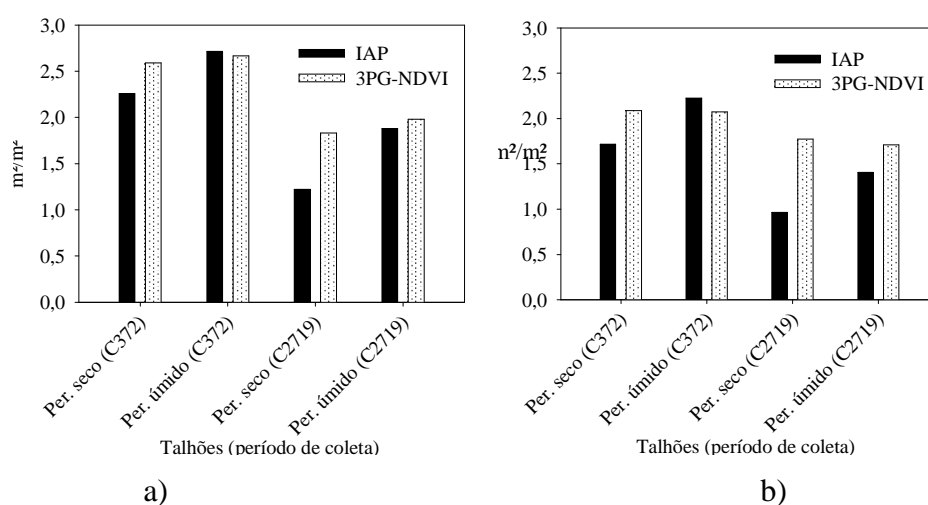 3,0
2,5
2,0
1,5
1,0
0,5
0,0
m²/m²
IAP
3PG-NDVI
Per. seco (C372)
Per. úmido (C372)
Per. seco (C2719)
Per. úmido (C2719)
Talhões (período de coleta)
a)
3,0
2,5
2,0
1,5
1,0
0,5
0,0
n²/m²
IAP
3PG-NDVI
Per. seco (C372)
Per. úmido (C372)
Per. seco (C2719)
Per. úmido (C2719)
Talhões (período de coleta)
b)